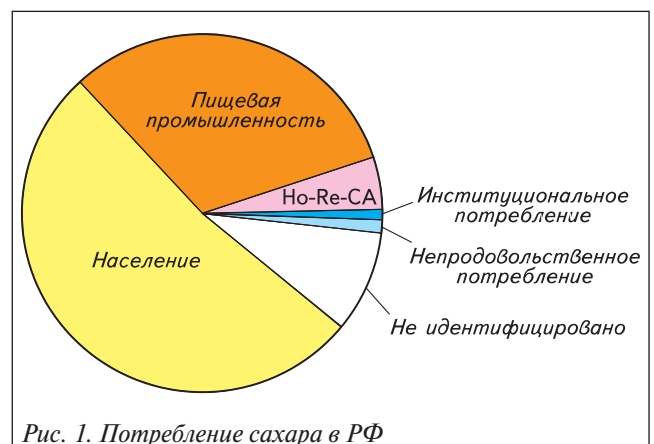 Пищевая
промышленность
Ho-Re-CA
Институциональное
потребление
Непродовольственное
потребление
Население
Не идентифицировано
Рис. 1. Потребление сахара в РФ